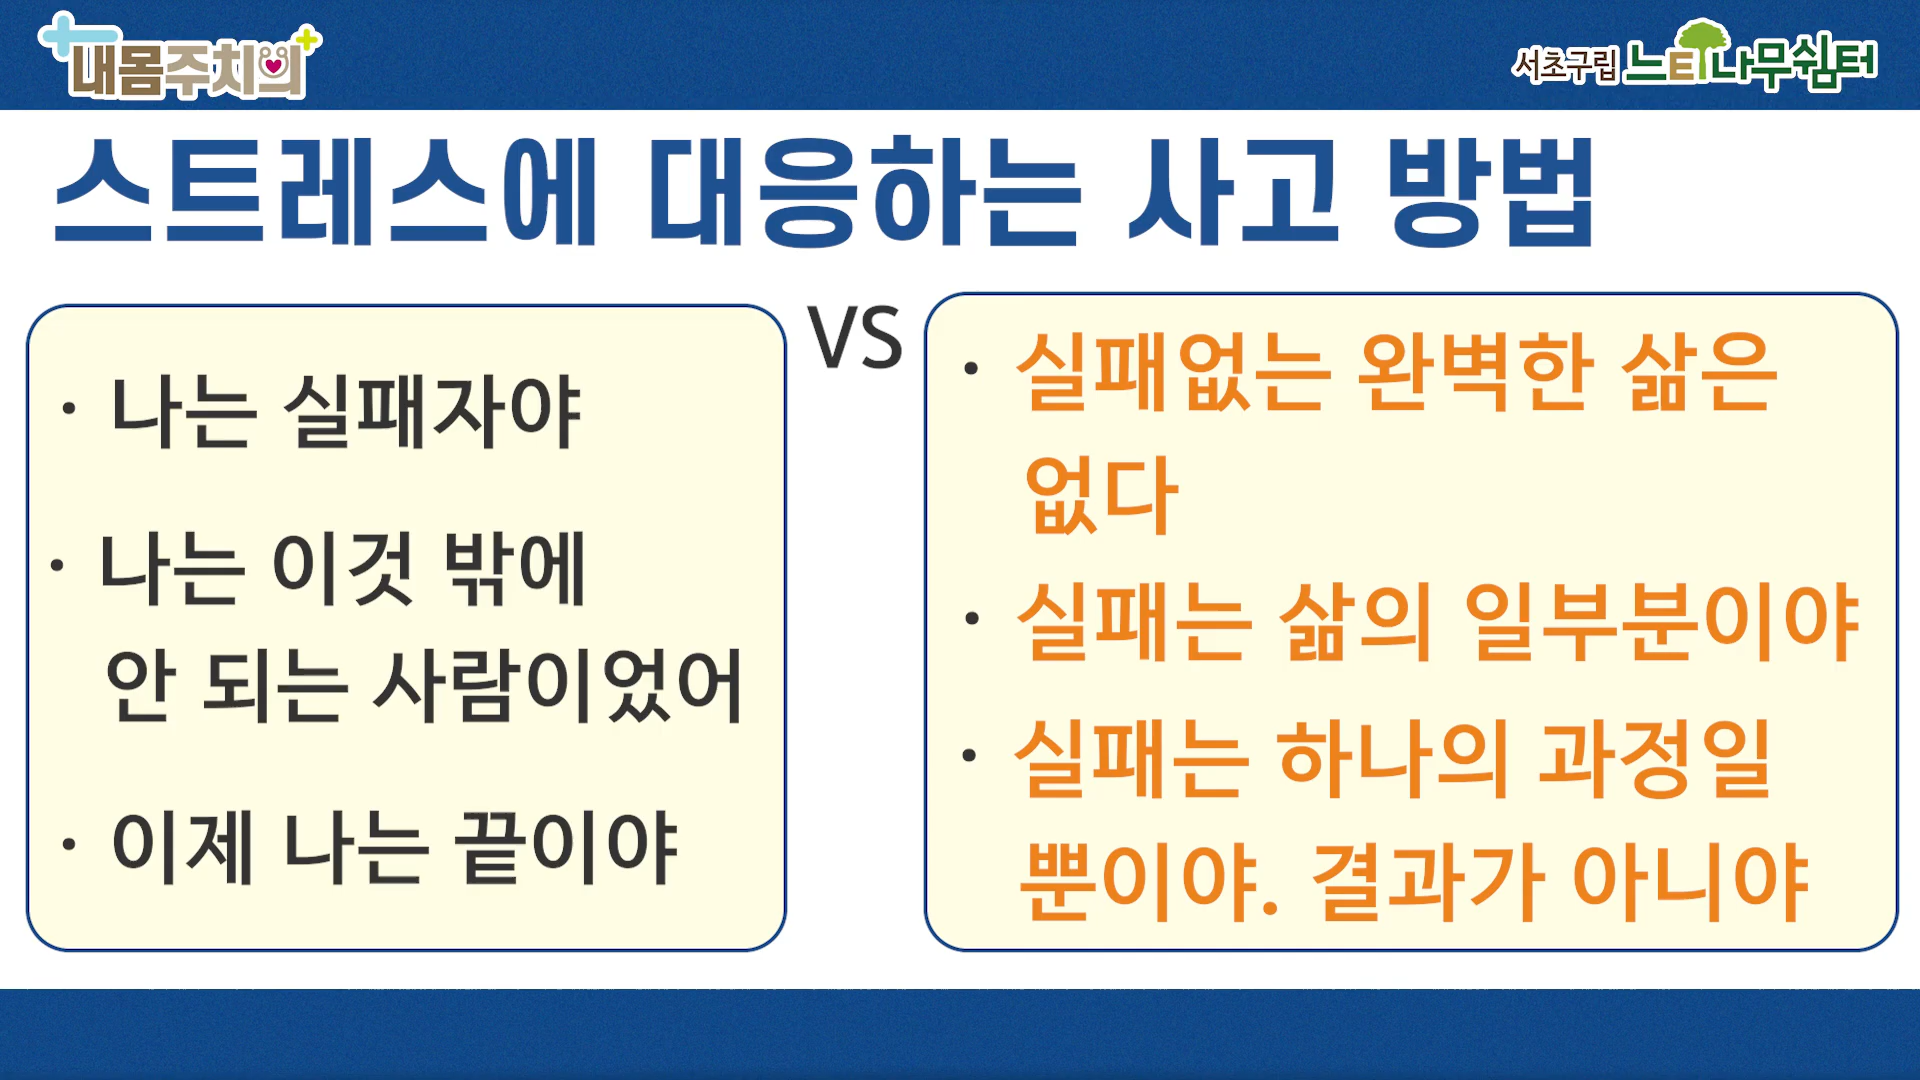 내몸주치의
서초구립 느티나무쉼터
스트레스에 대응하는 사고 방법
· 나는 실패자야
· 나는 이것 밖에
안 되는 사람이었어
· 이제 나는 끝이야
VS
· 실패없는 완벽한 삶은
없다
· 실패는 삶의 일부분이야
· 실패는 하나의 과정일
뿐이야. 결과가 아니야